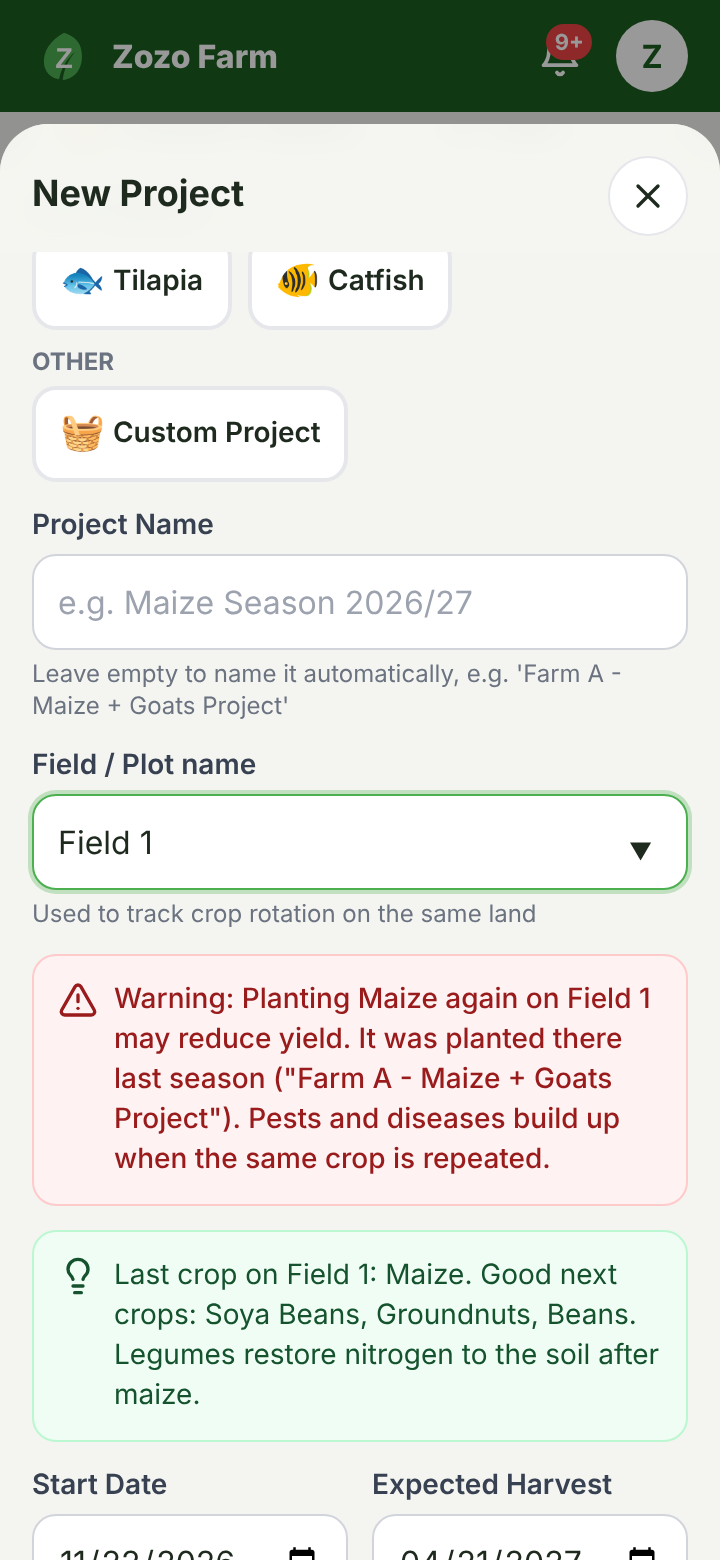 Z
Zozo Farm
9+
Z
New Project
Tilapia
Catfish
OTHER
Custom Project
Project Name
e.g. Maize Season 2026/27
Leave empty to name it automatically, e.g. 'Farm A -
Maize + Goats Project'
Field / Plot name
Field 1
Used to track crop rotation on the same land
Warning: Planting Maize again on Field 1
may reduce yield. It was planted there
last season ("Farm A - Maize + Goats
Project"). Pests and diseases build up
when the same crop is repeated.
Last crop on Field 1: Maize. Good next
crops: Soya Beans, Groundnuts, Beans.
Legumes restore nitrogen to the soil after
maize.
Start Date
Expected Harvest